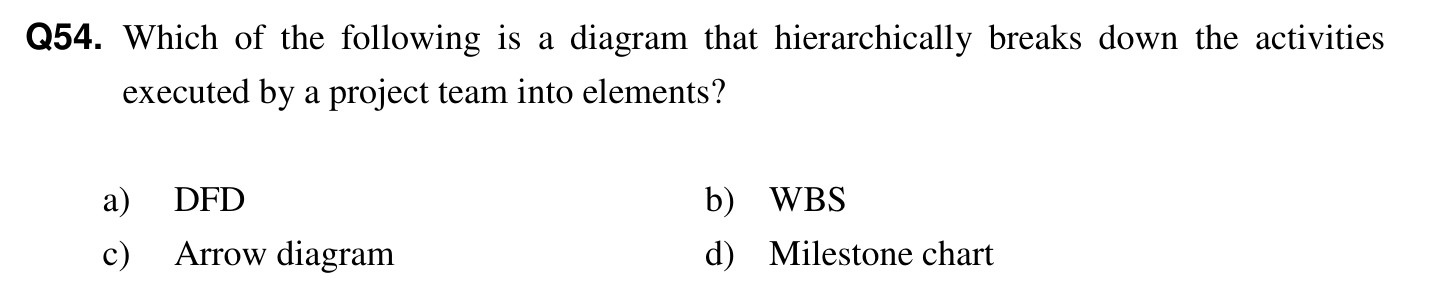 Q54. Which of the following is a diagram that hierarchically breaks down the activities
executed by a project team into elements?
a) DFD b) WBS
c) Arrow diagram d) Milestone chart